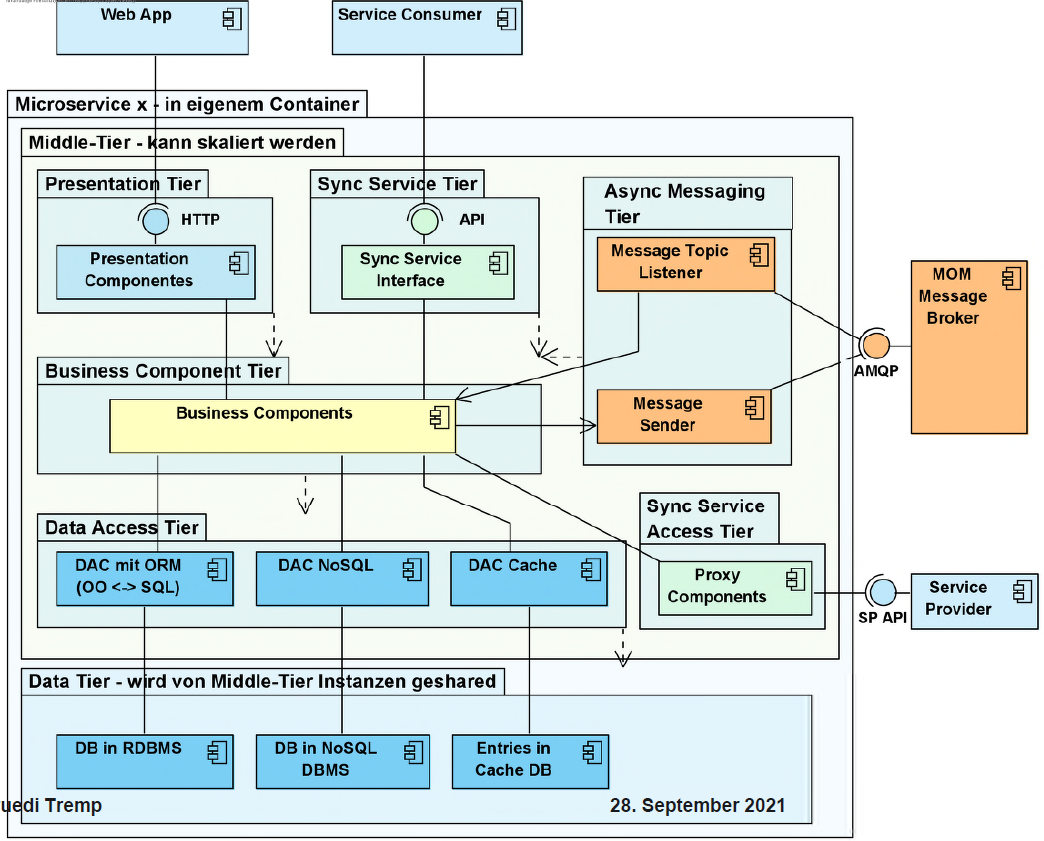 Web App
Service Consumer
Microservice x - in eigenem Container
Middle-Tier - kann skaliert werden
Presentation Tier
Sync Service Tier
Async Messaging
Tier
HTTP
API
Presentation
Componentes
Sync Service
Interface
Message Topic
Listener
MOM
Message
Broker
AMQP
Business Component Tier
Business Components
Message
Sender
Data Access Tier
Sync Service
Access Tier
DAC mit ORM
(OO <-> SQL)
DAC NoSQL
DAC Cache
Proxy
Components
SP API
Service
Provider
Data Tier - wird von Middle-Tier Instanzen geshared
DB in RDBMS
DB in NoSQL
DBMS
Entries in
Cache DB
uedi Tremp
28. September 2021